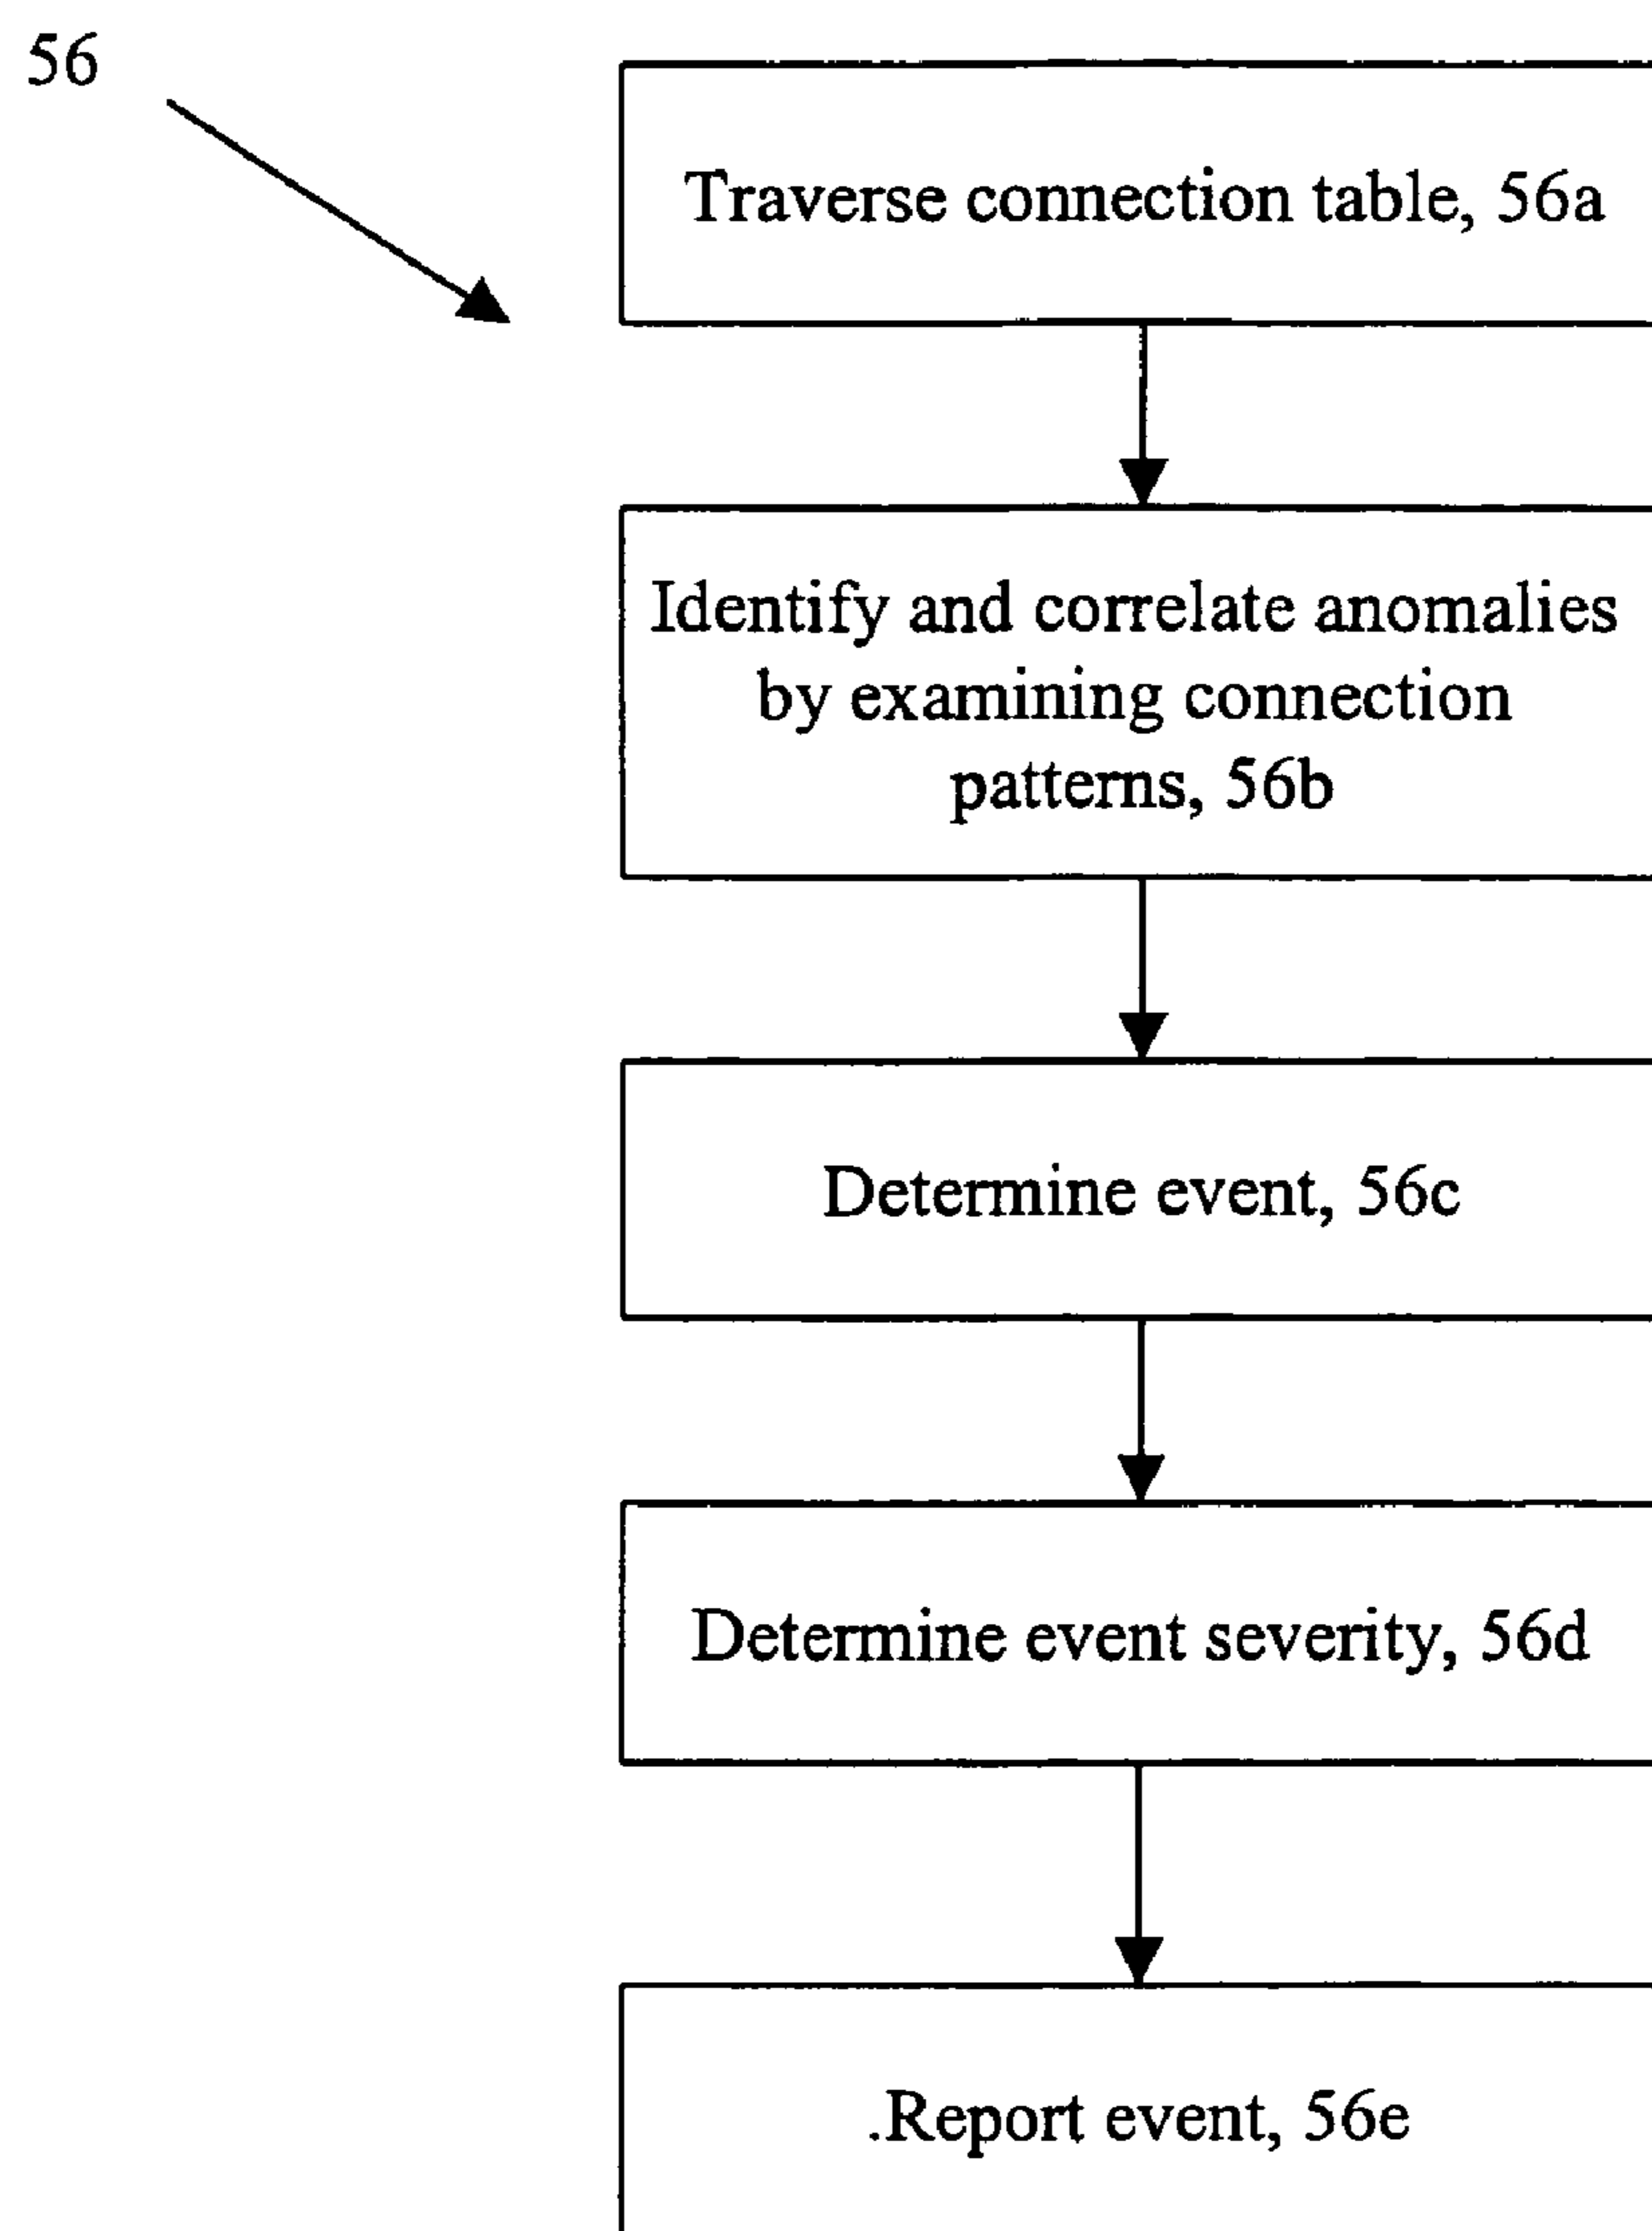 56
Traverse connection table, 56a
Identify and correlate anomalies
by examining connection
patterns, 56b
Determine event, 56c
Determine event severity, 56d
.Report event, 56e